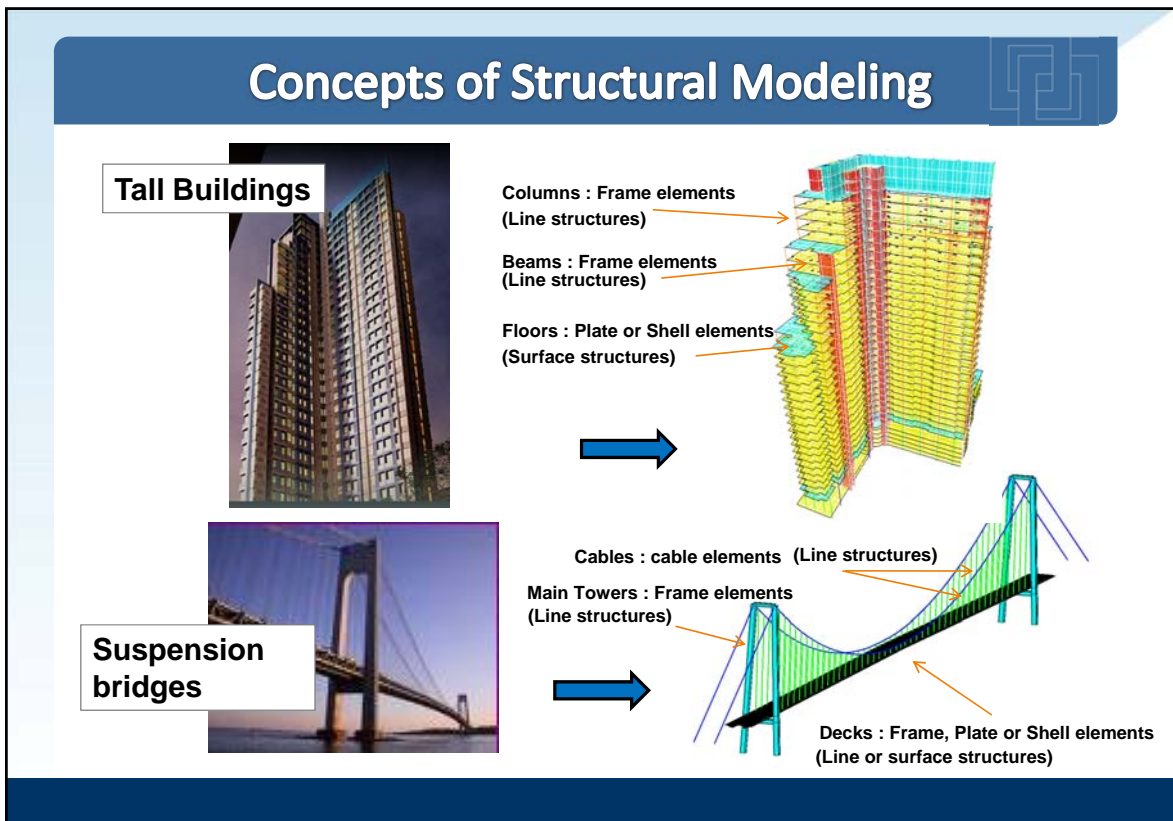 Concepts of Structural Modeling
Tall Buildings
Columns : Frame elements
(Line structures)
Beams : Frame elements
(Line structures)
Floors : Plate or Shell elements
(Surface structures)
Cables : cable elements (Line structures)
Main Towers : Frame elements
(Line structures)
Suspension
bridges
Decks : Frame, Plate or Shell elements
(Line or surface structures)